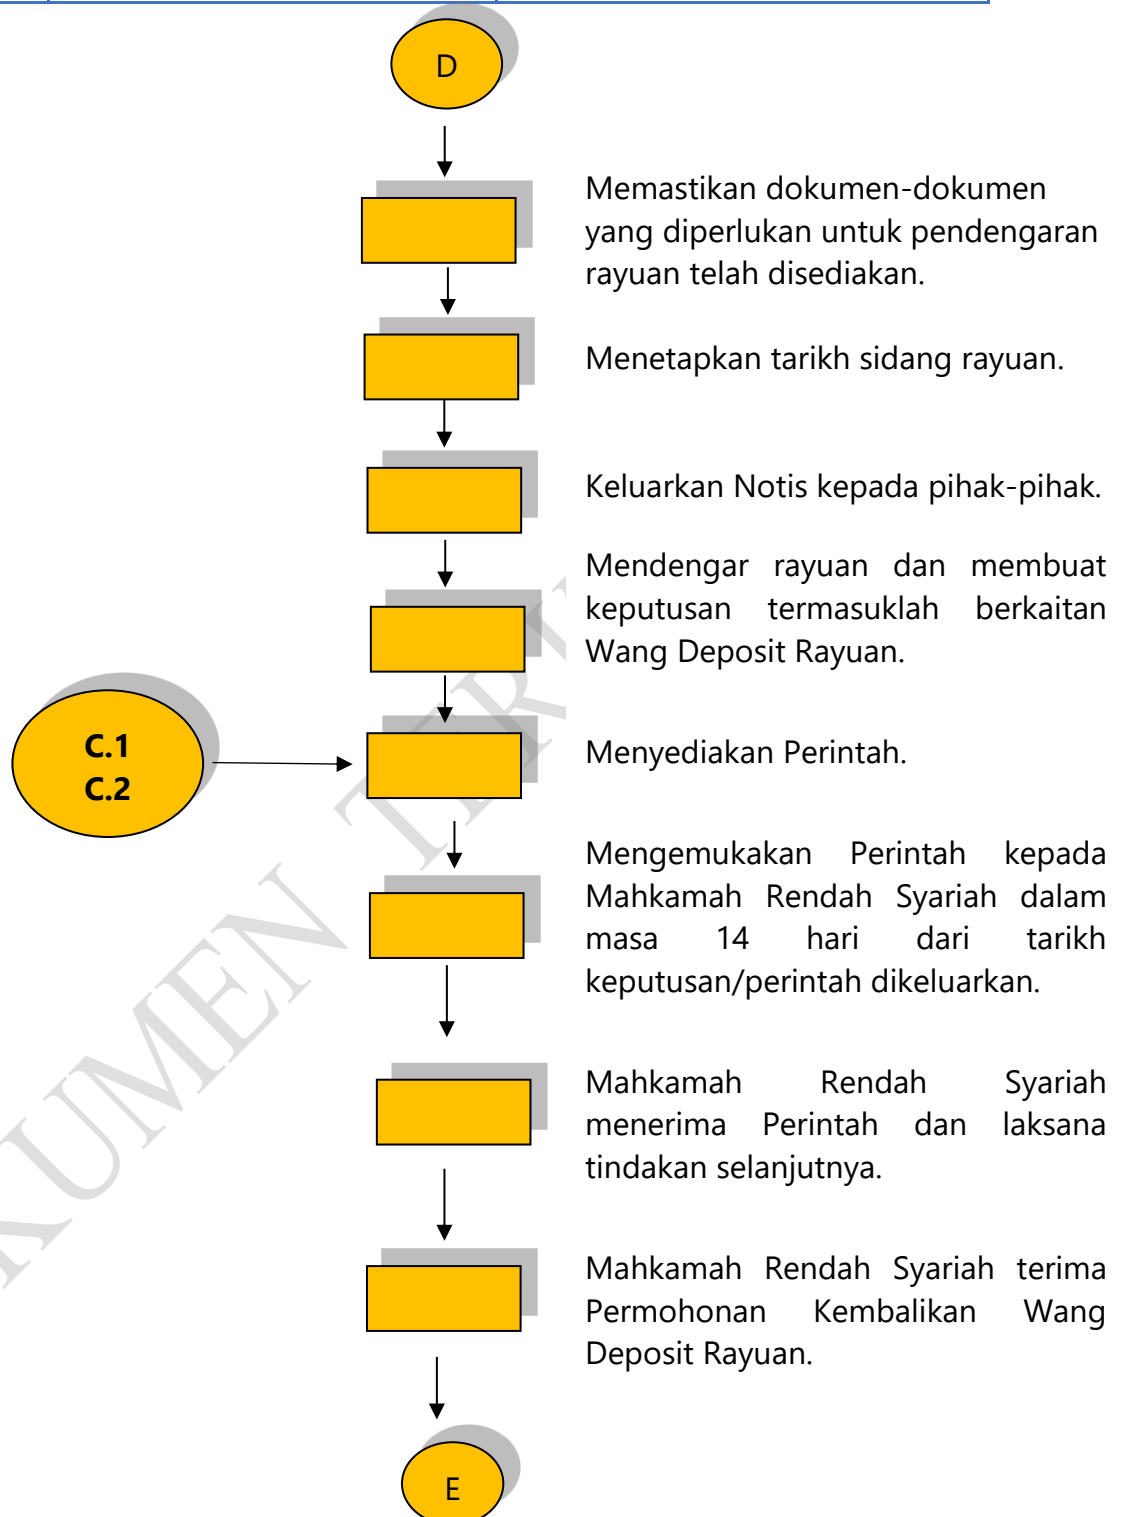 D
Memastikan dokumen-dokumen
yang diperlukan untuk pendengaran
rayuan telah disediakan.
Menetapkan tarikh sidang rayuan.
Keluarkan Notis kepada pihak-pihak.
Mendengar rayuan dan membuat
keputusan termasuklah berkaitan
Wang Deposit Rayuan.
C.1
C.2
Menyediakan Perintah.
Mengemukakan Perintah kepada
Mahkamah Rendah Syariah dalam
masa 14 hari dari tarikh
keputusan/perintah dikeluarkan.
Mahkamah Rendah Syariah
menerima Perintah dan laksana
tindakan selanjutnya.
Mahkamah Rendah Syariah terima
Permohonan Kembalikan Wang
Deposit Rayuan.
E